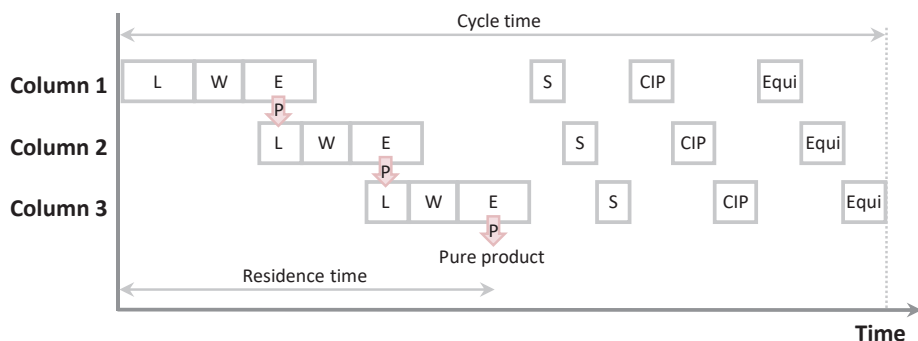 Cycle time
Column 1 L W E S CIP Equi
P
Column 2 L W E S CIP Equi
P
Column 3 L W E S CIP Equi
P
Pure product
Residence time
Time